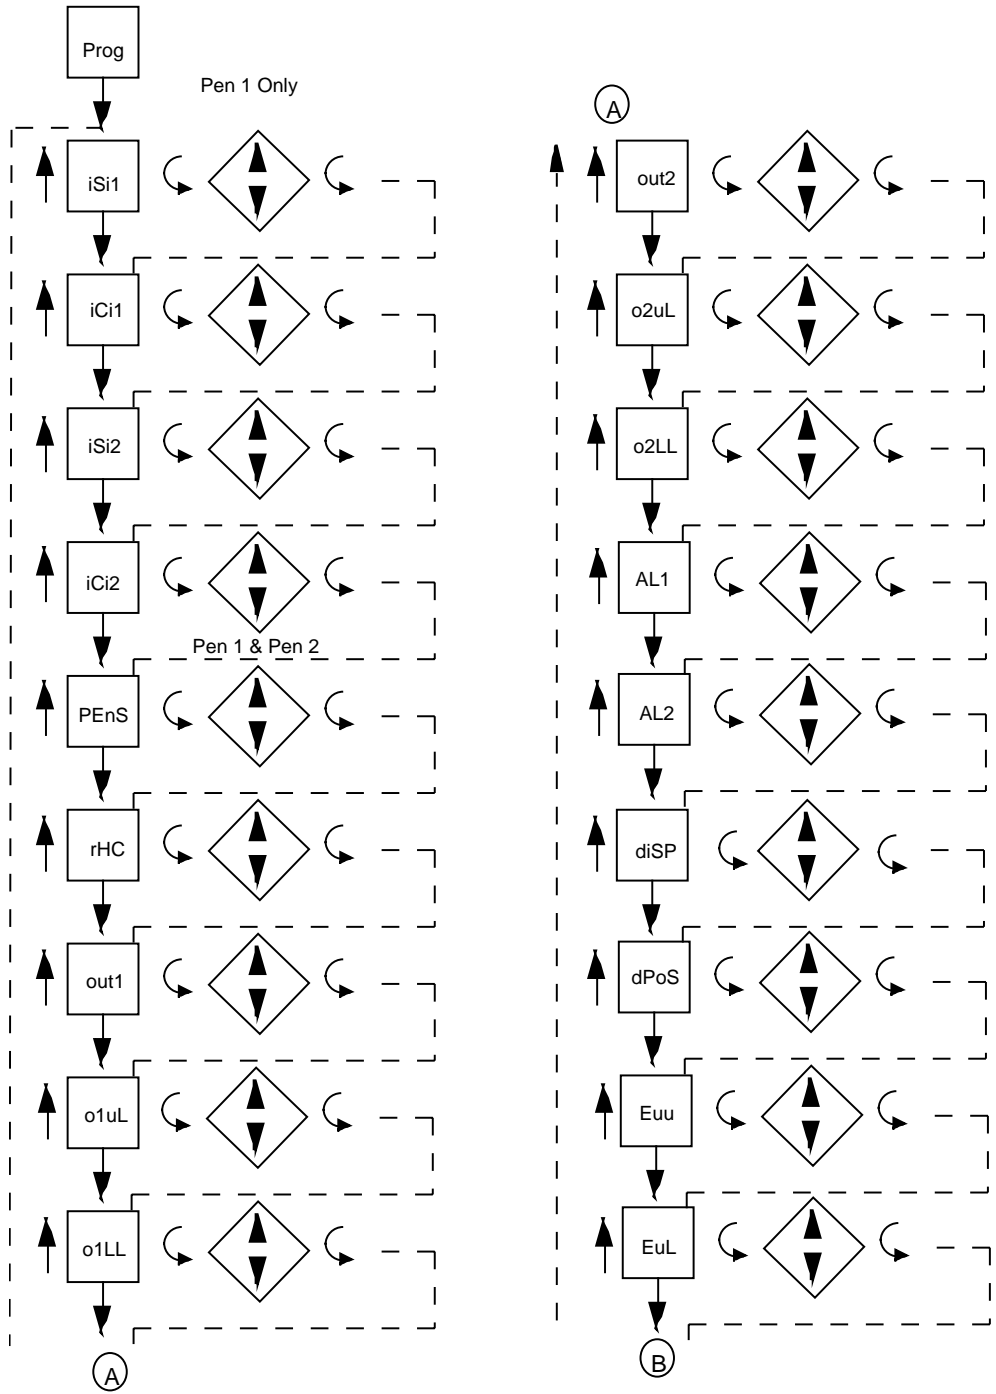 Prog
Pen 1 Only
iSi1
iCi1
iSi2
iCi2
Pen 1 & Pen 2
PEnS
rHC
out1
o1uL
o1LL
A
A
out2
o2uL
o2LL
AL1
AL2
diSP
dPoS
Euu
EuL
B